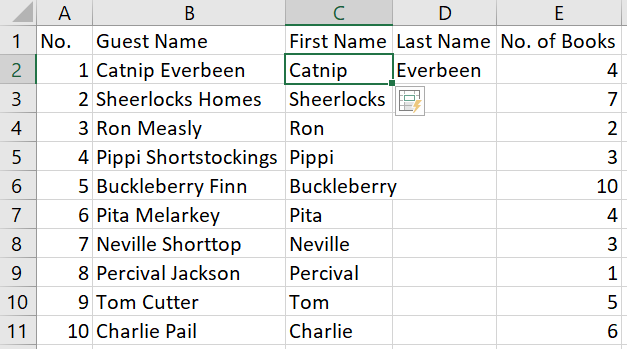 A B C D E
1 No. Guest Name First Name Last Name No. of Books
2 1 Catnip Everbeen Catnip Everbeen 4
3 2 Sheerlocks Homes Sheerlocks 7
4 3 Ron Measly Ron 2
5 4 Pippi Shortstockings Pippi 3
6 5 Buckleberry Finn Buckleberry 10
7 6 Pita Melarkey Pita 4
8 7 Neville Shorttop Neville 3
9 8 Percival Jackson Percival 1
10 9 Tom Cutter Tom 5
11 10 Charlie Pail Charlie 6